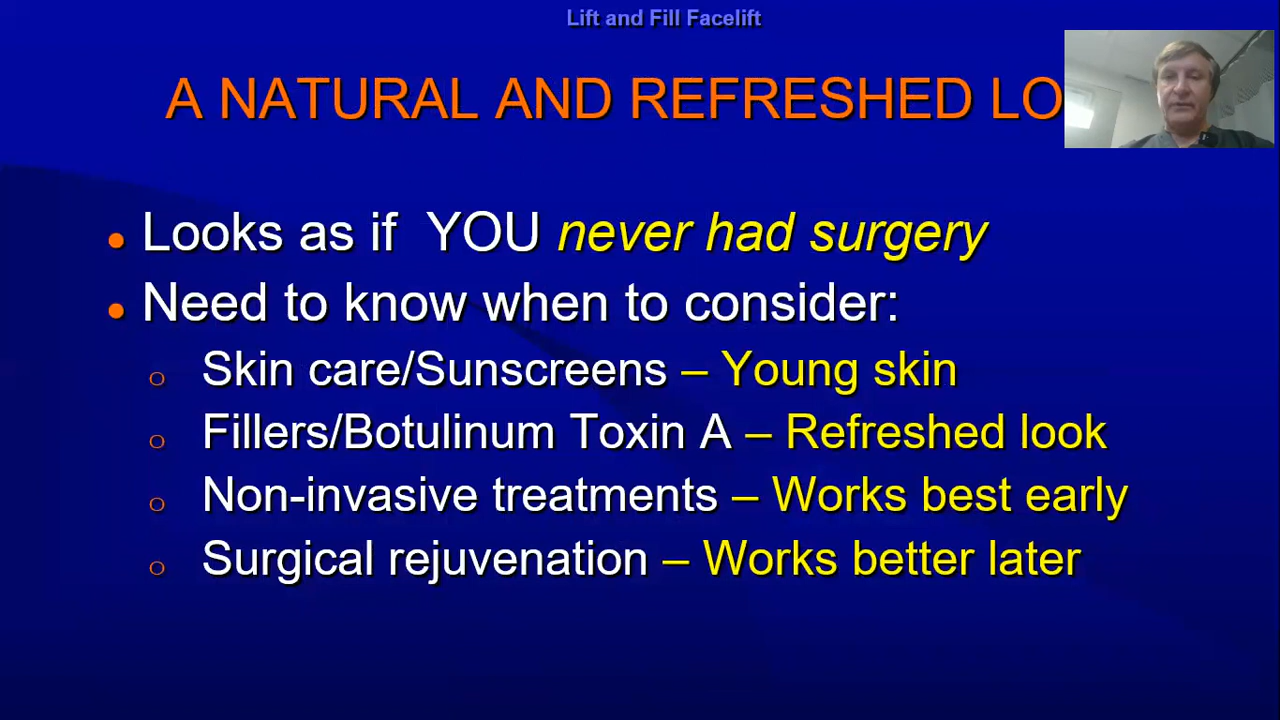 Lift and Fill Facelift
A NATURAL AND REFRESHED LO
• Looks as if YOU never had surgery
• Need to know when to consider:
o Skin care/Sunscreens – Young skin
o Fillers/Botulinum Toxin A – Refreshed look
o Non-invasive treatments – Works best early
o Surgical rejuvenation – Works better later